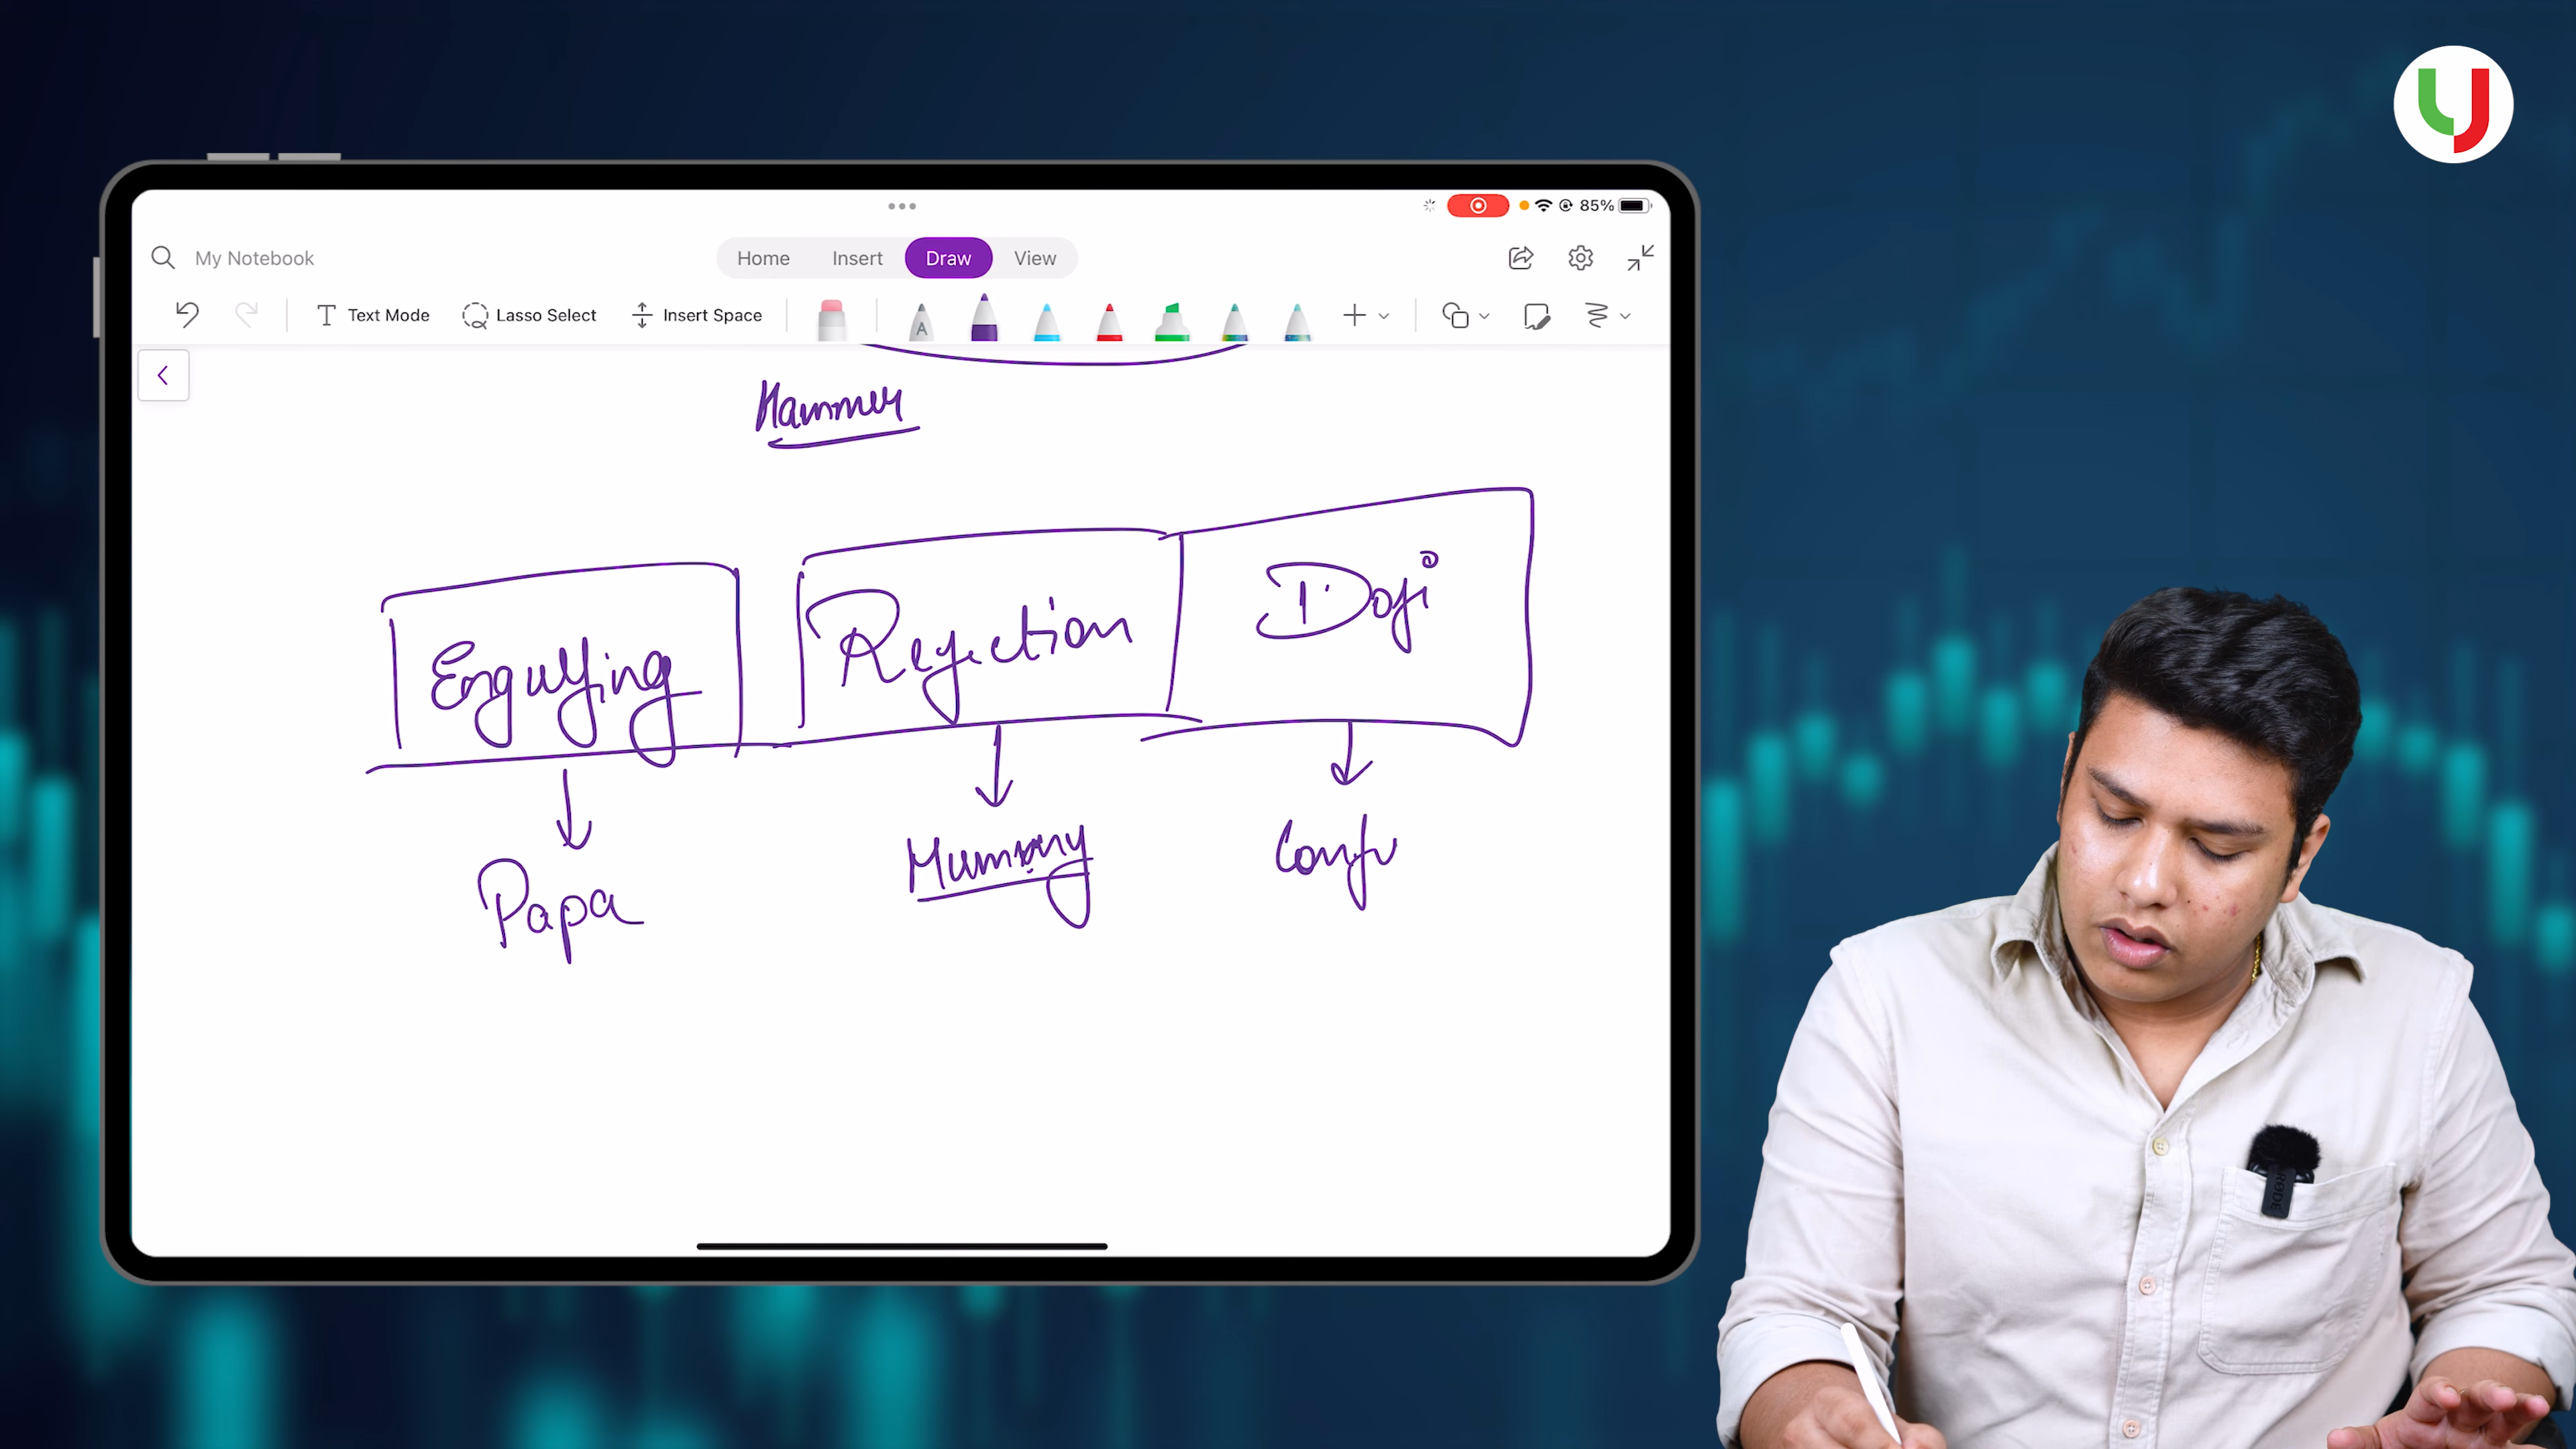 85%
My Notebook
Home Insert Draw View
Text Mode Lasso Select Insert Space
A
Hammer
Engulfing Rejection Doji
Papa Mummy Confu
RØDE